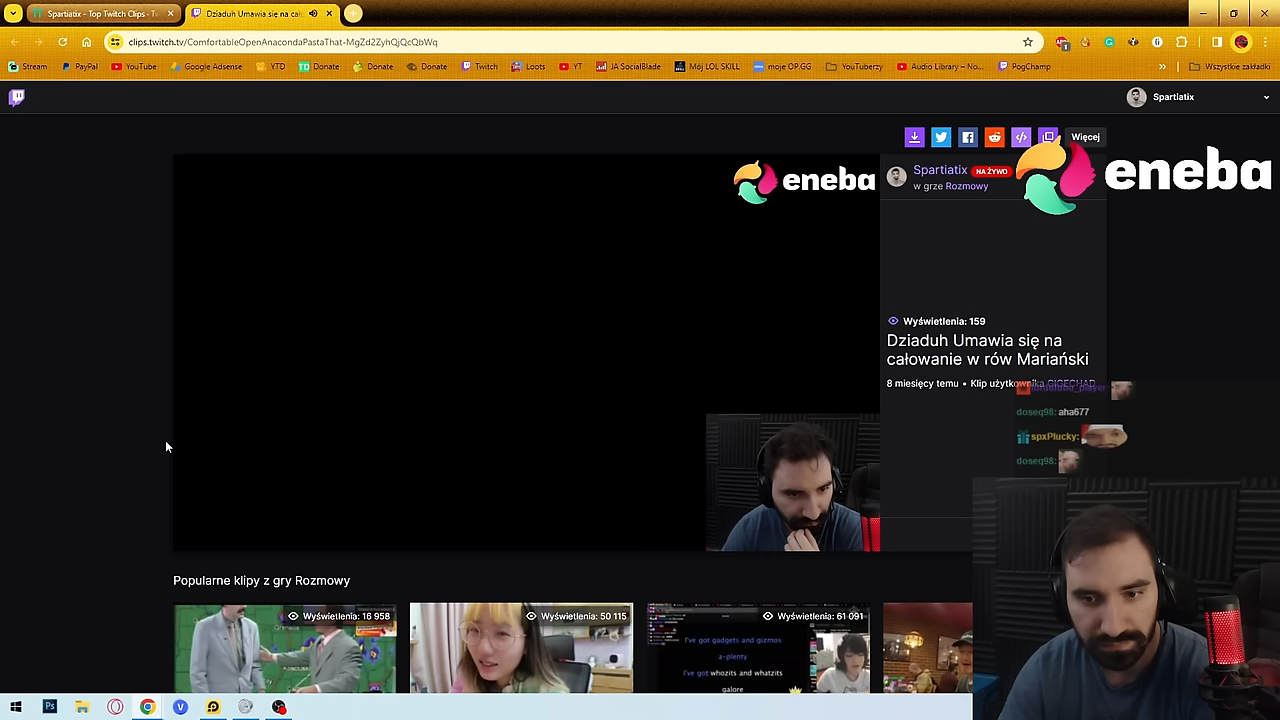 Spartiatix - Top Twitch Clips - T
Dziaduh Umawia się na cało
clips.twitch.tv/ComfortableOpenAnacondaPastaThat-MgZd2ZyhQjQcQbWq
Stream
PayPal
YouTube
Google Adsense
YTD
Donate
Donate
Donate
Twitch
Loots
YT
JA SocialBlade
Mój LOL SKILL
moje OP.GG
YouTuberzy
Audio Library – No...
PogChamp
Wszystkie zakładki
Spartiatix
Więcej
eneba
Spartiatix NA ŻYWO
w grze Rozmowy
eneba
Wyświetlenia: 159
Dziaduh Umawia się na
całowanie w rów Mariański
8 miesięcy temu • Klip użytkownika GIGECHAD
doseq98: aha677
spxPlucky:
doseq98:
Popularne klipy z gry Rozmowy
Wyświetlenia: 16 958
Wyświetlenia: 50 115
Wyświetlenia: 61 091
I've got gadgets and gizmos
a-plenty
I've got whozits and whatzits
galore
Ps